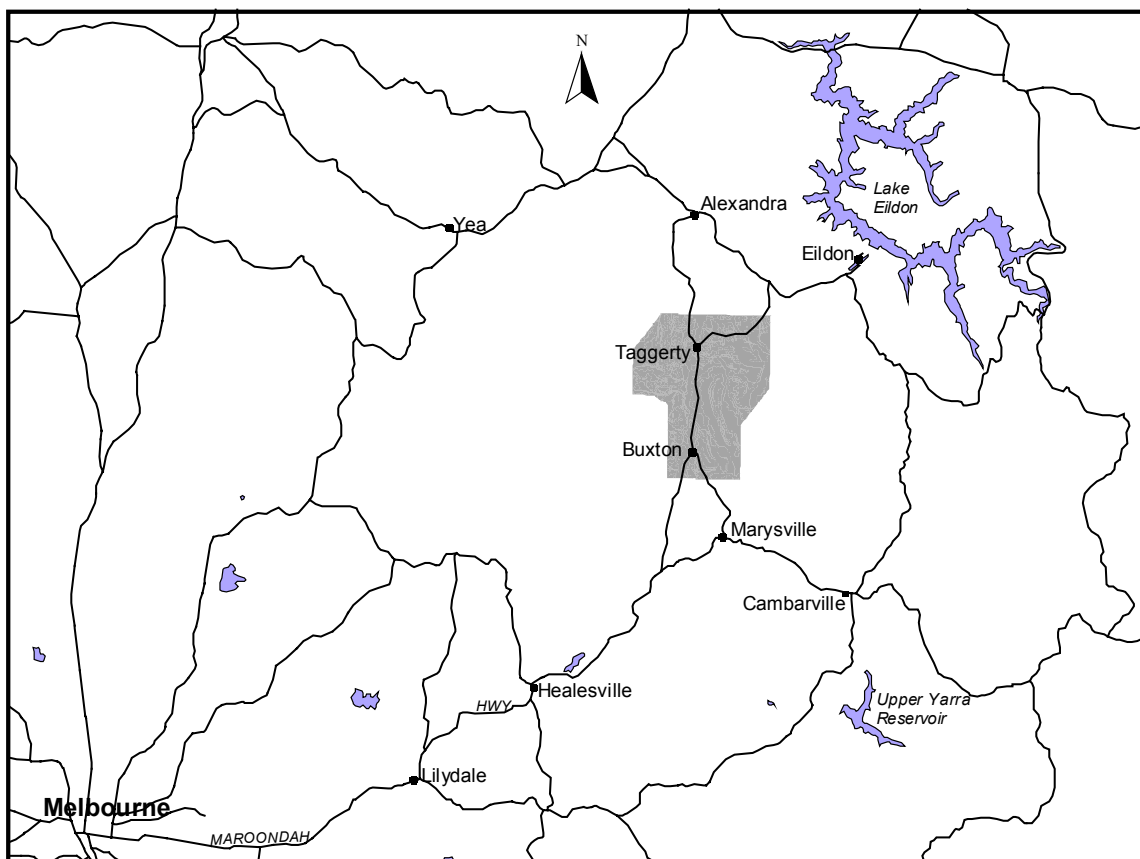 N
Alexandra
Lake
Eildon
Yea
Eildon
Taggerty
Buxton
Marysville
Cambarville
Healesville
HWY
Upper Yarra
Reservoir
Lilydale
Melbourne
MAROONDAH